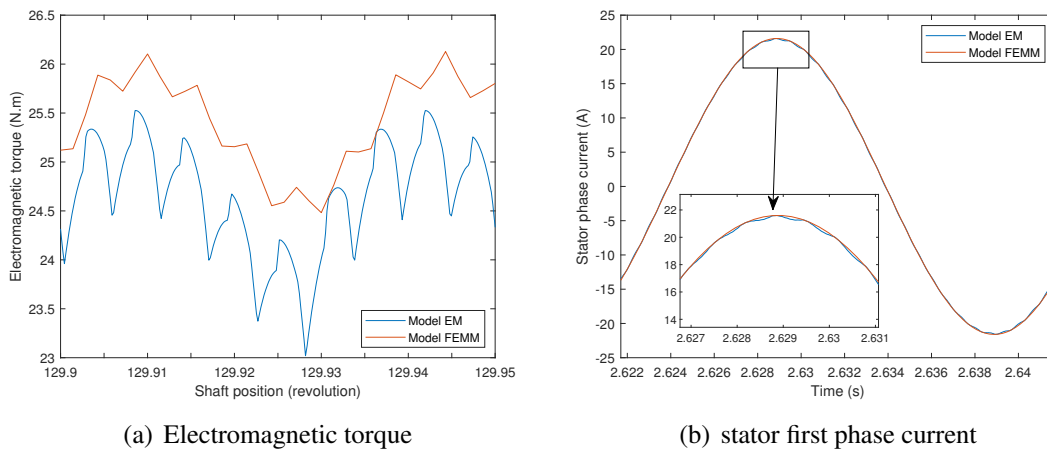 26.5
26
25.5
25
24.5
24
23.5
23
Electromagnetic torque (N.m)
Model EM
Model FEMM
129.9 129.91 129.92 129.93 129.94 129.95
Shaft position (revolution)
(a) Electromagnetic torque
25
20
15
10
5
0
-5
-10
-15
-20
-25
Stator phase current (A)
Model EM
Model FEMM
22
20
18
16
14
2.627 2.628 2.629 2.63 2.631
2.622 2.624 2.626 2.628 2.63 2.632 2.634 2.636 2.638 2.64
Time (s)
(b) stator first phase current